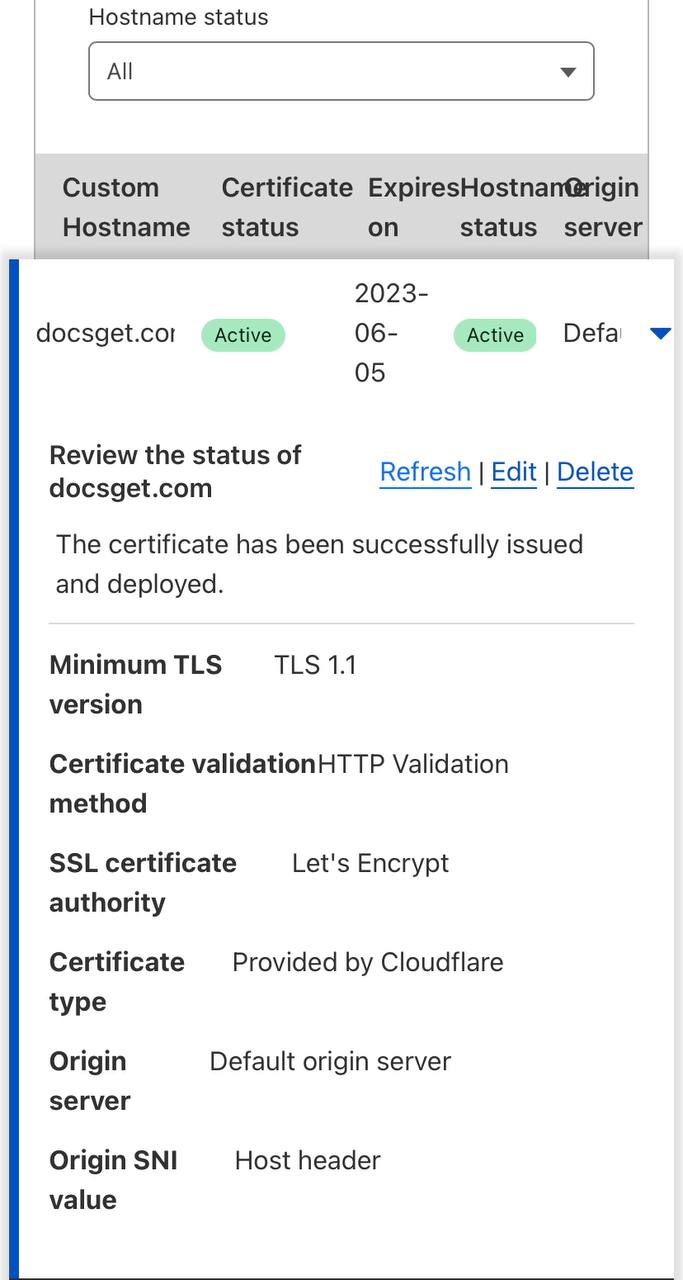 Hostname status
All
Custom Certificate Expires Hostname Origin
Hostname status on status server
2023-
docsget.cor Active 06- Active Defa
05
Review the status of
docsget.com
Refresh | Edit | Delete
The certificate has been successfully issued
and deployed.
Minimum TLS TLS 1.1
version
Certificate validation HTTP Validation
method
SSL certificate Let's Encrypt
authority
Certificate Provided by Cloudflare
type
Origin Default origin server
server
Origin SNI Host header
value